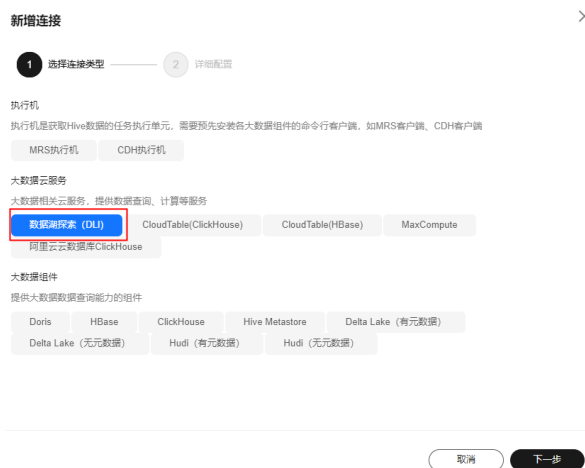 新增连接
1 选择连接类型 2 详细配置
执行机
执行机是获取Hive数据的任务执行单元，需要预先安装各大数据组件的命令行客户端，如MRS客户端、CDH客户端
MRS执行机 CDH执行机
大数据云服务
大数据相关云服务，提供数据查询、计算等服务
数据湖探索（DLI） CloudTable(ClickHouse) CloudTable(HBase) MaxCompute
阿里云云数据库ClickHouse
大数据组件
提供大数据数据查询能力的组件
Doris HBase ClickHouse Hive Metastore Delta Lake（有元数据）
Delta Lake（无元数据） Hudi（有元数据） Hudi（无元数据）
取消 下一步